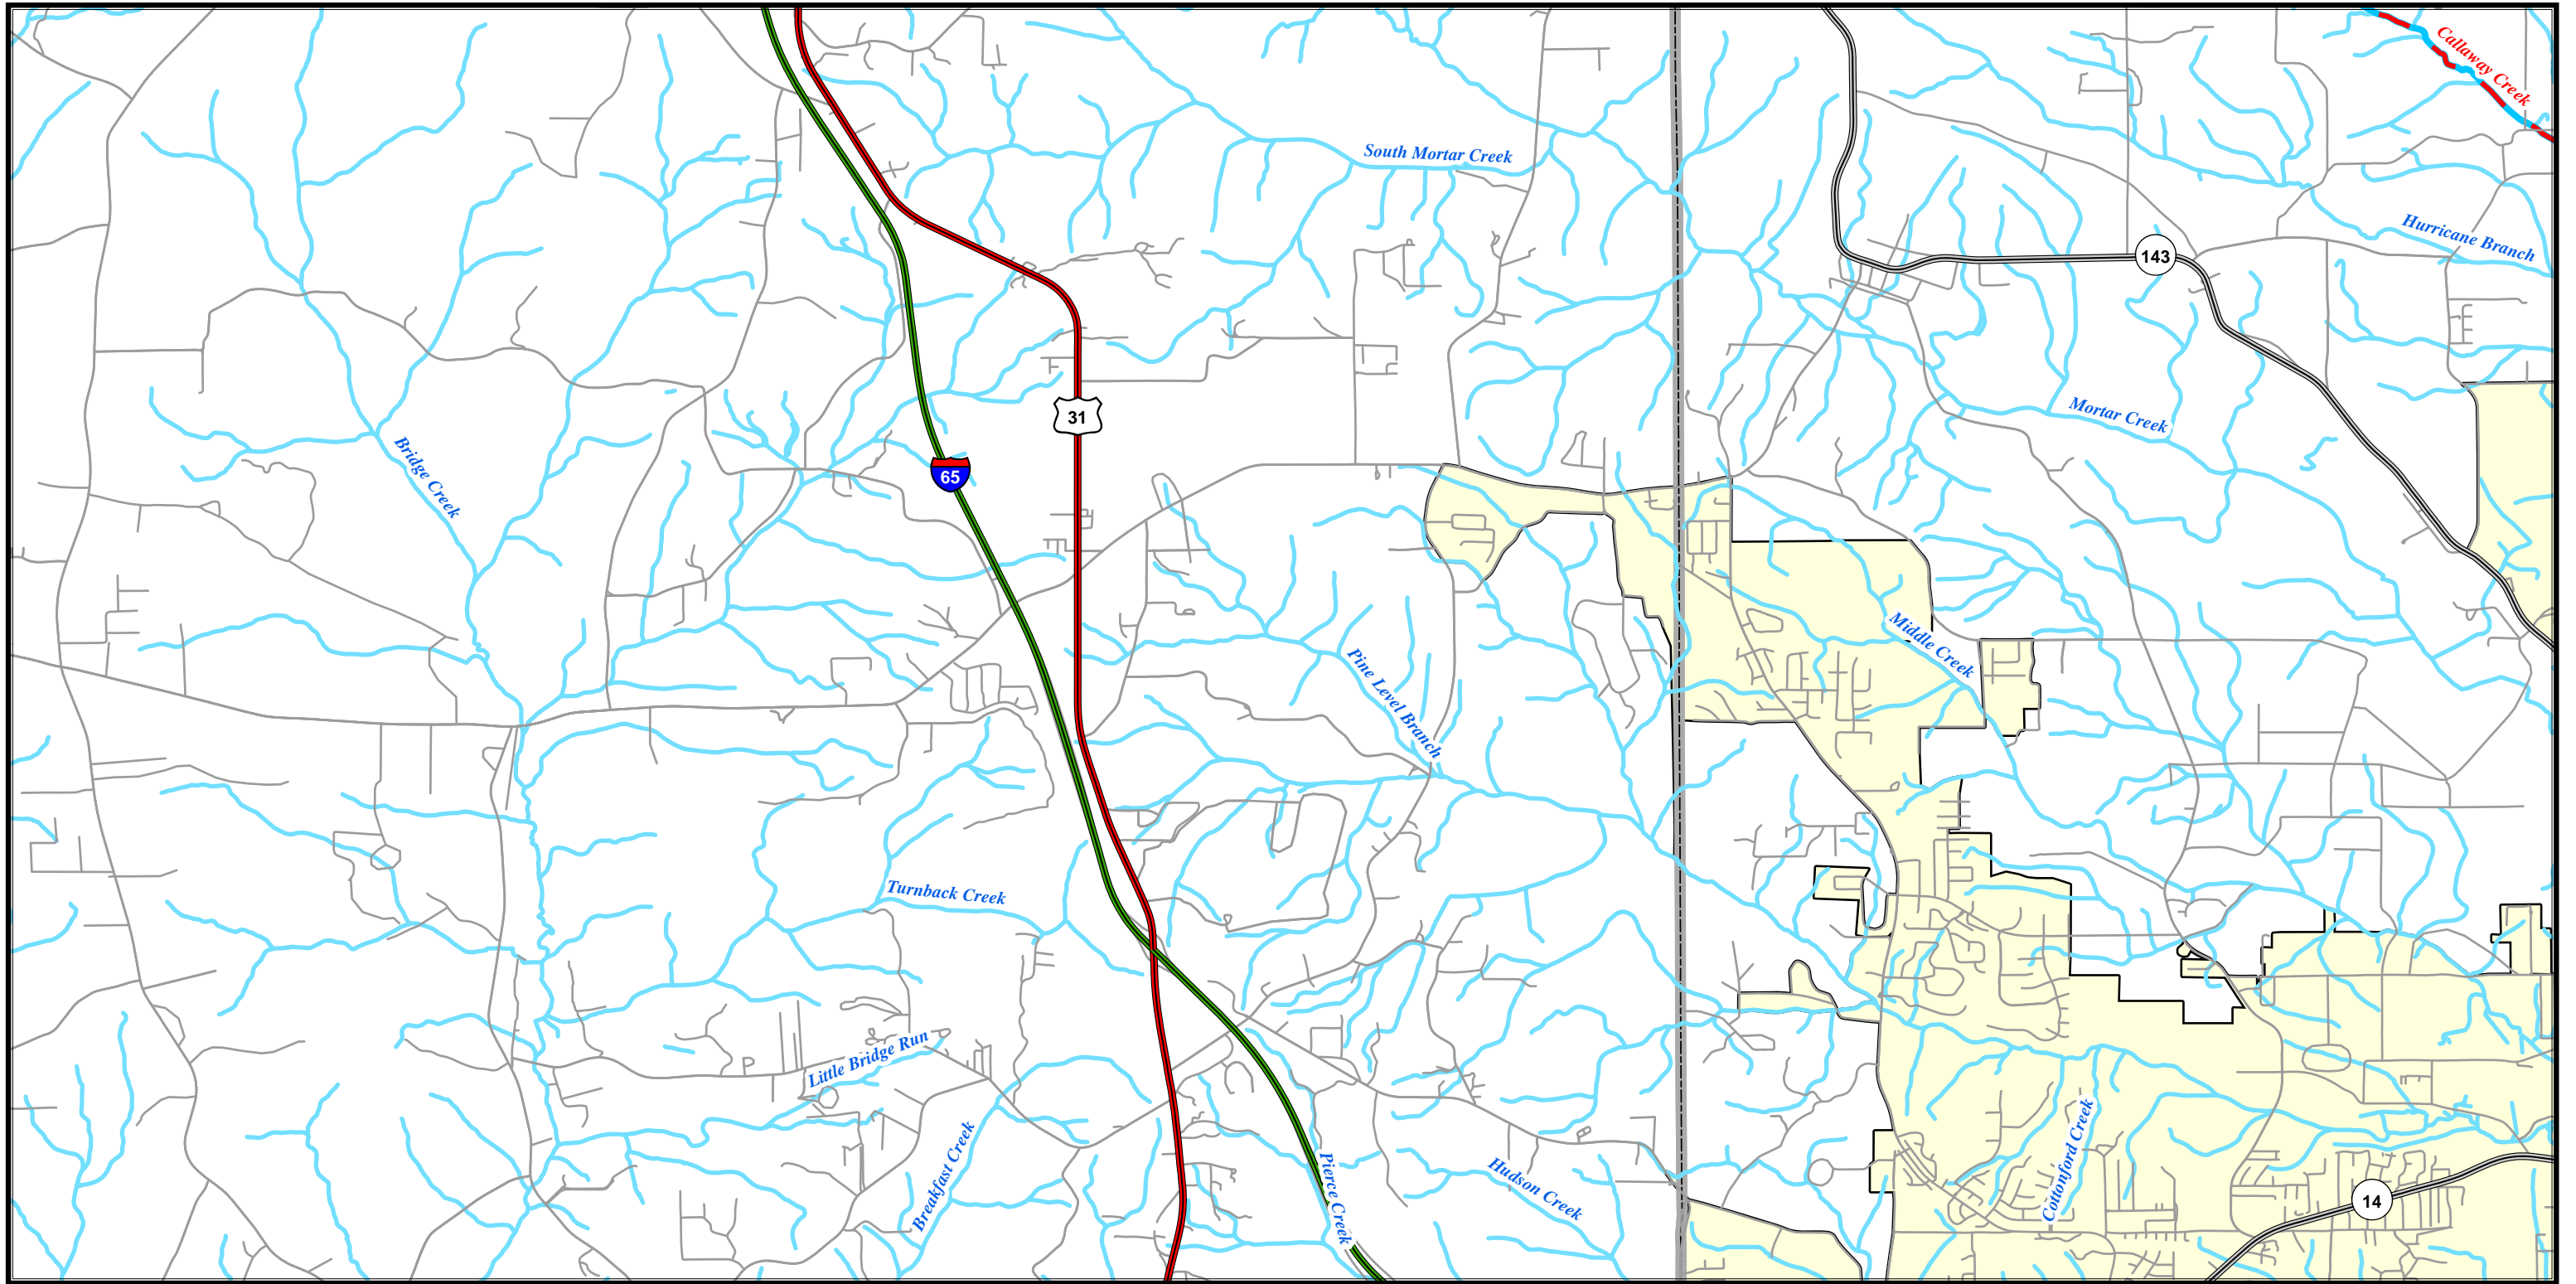 Callaway Creek
South Mortar Creek
Hurricane Branch
143
Mortar Creek
31
Bridge Creek
65
Middle Creek
Pine Level Branch
Turnback Creek
Little Bridge Run
Breakfast Creek
Pierce Creek
Hudson Creek
Cottonford Creek
14